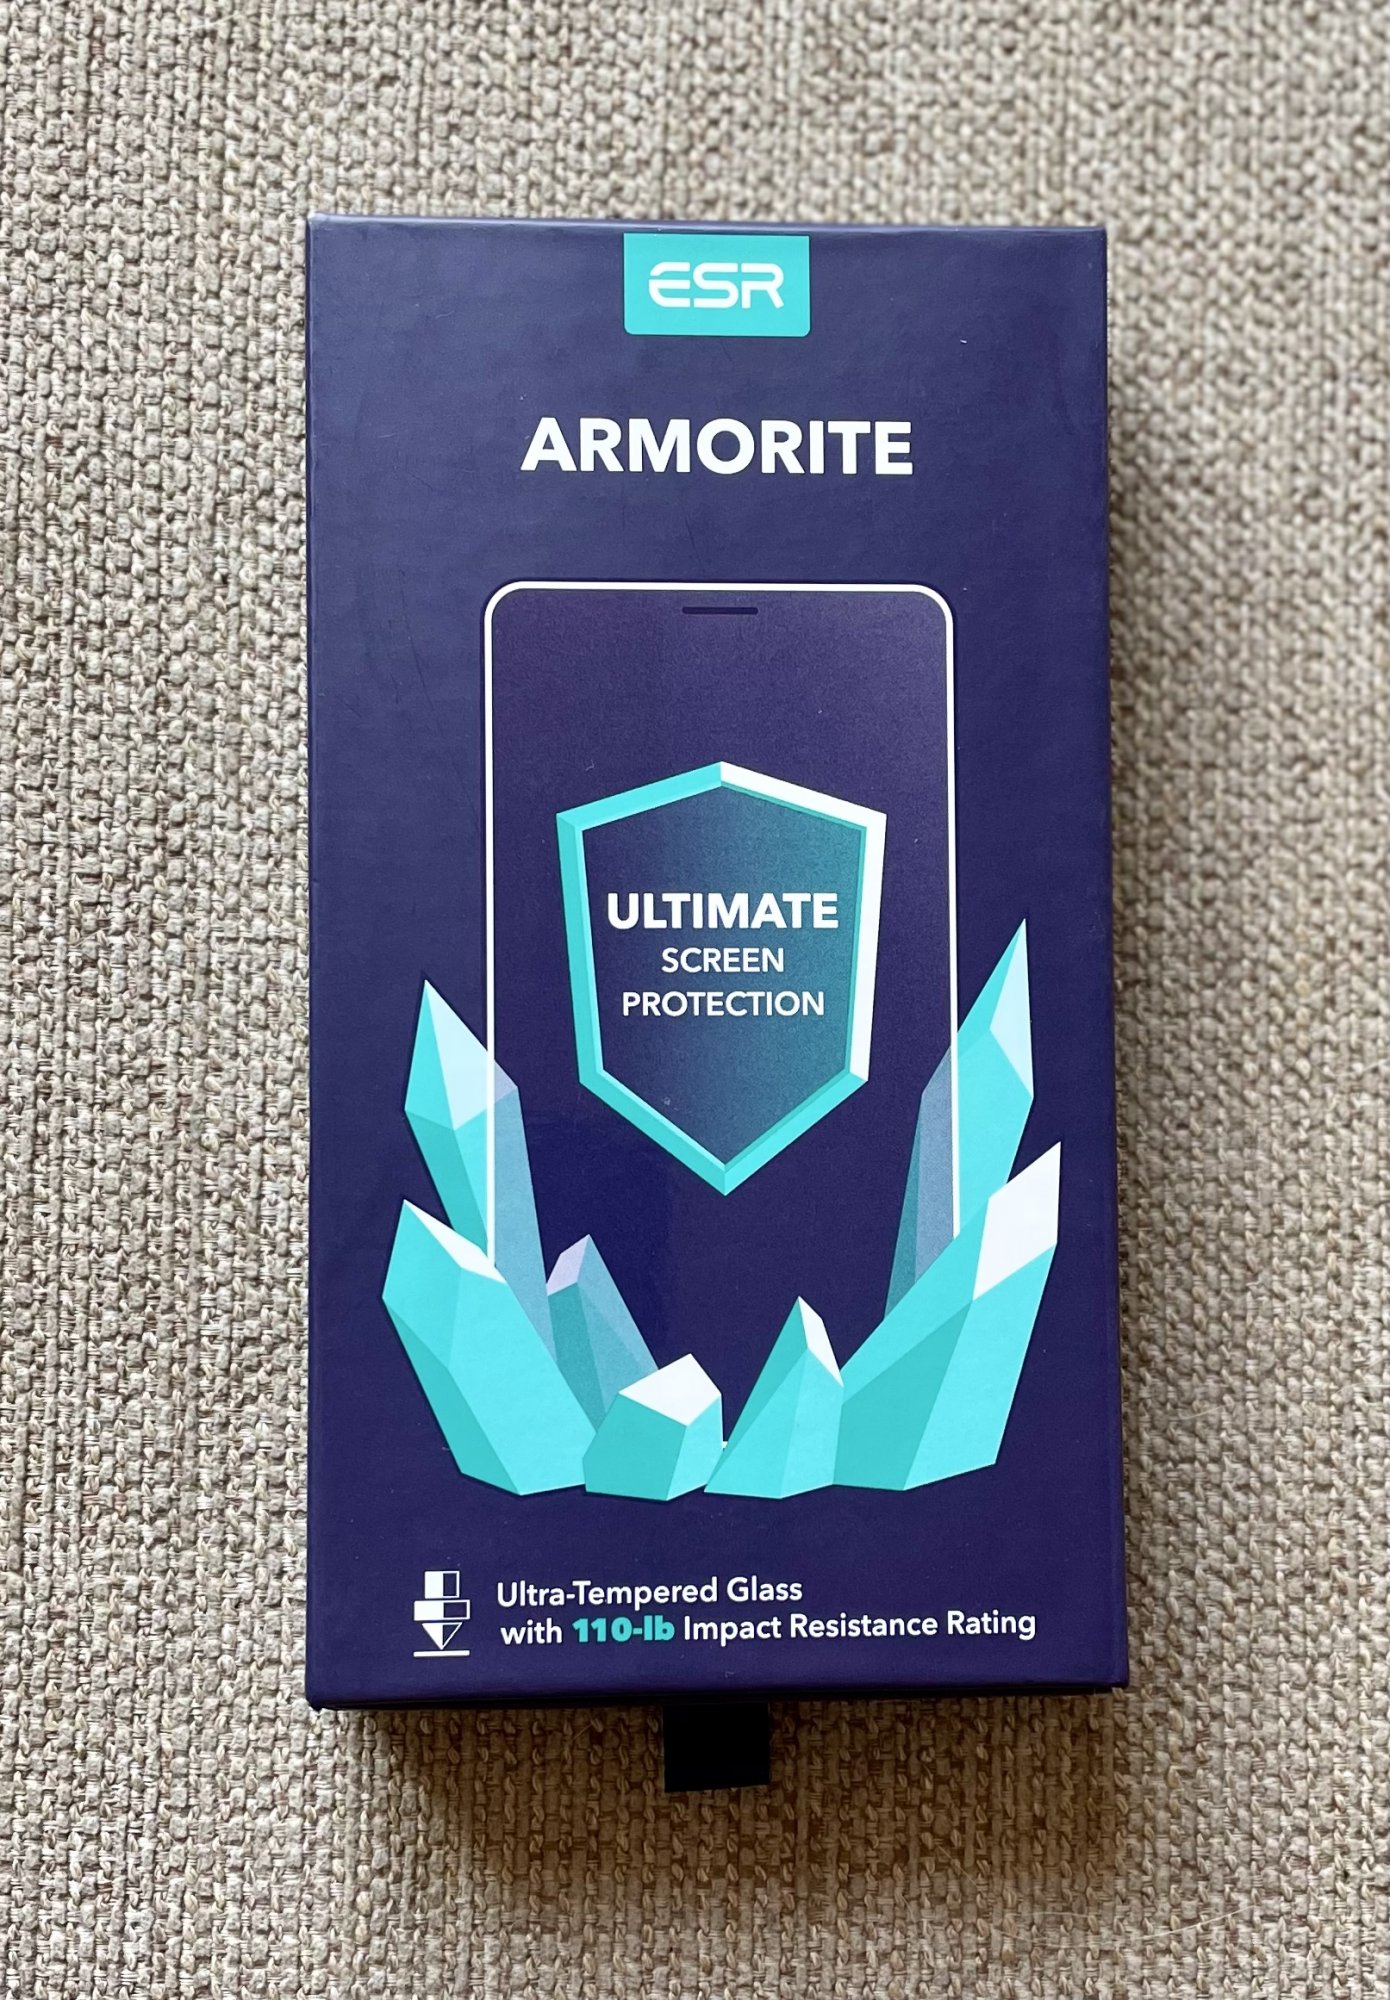 ESR
ARMORITE
ULTIMATE
SCREEN
PROTECTION
Ultra-Tempered Glass
with 110-lb Impact Resistance Rating